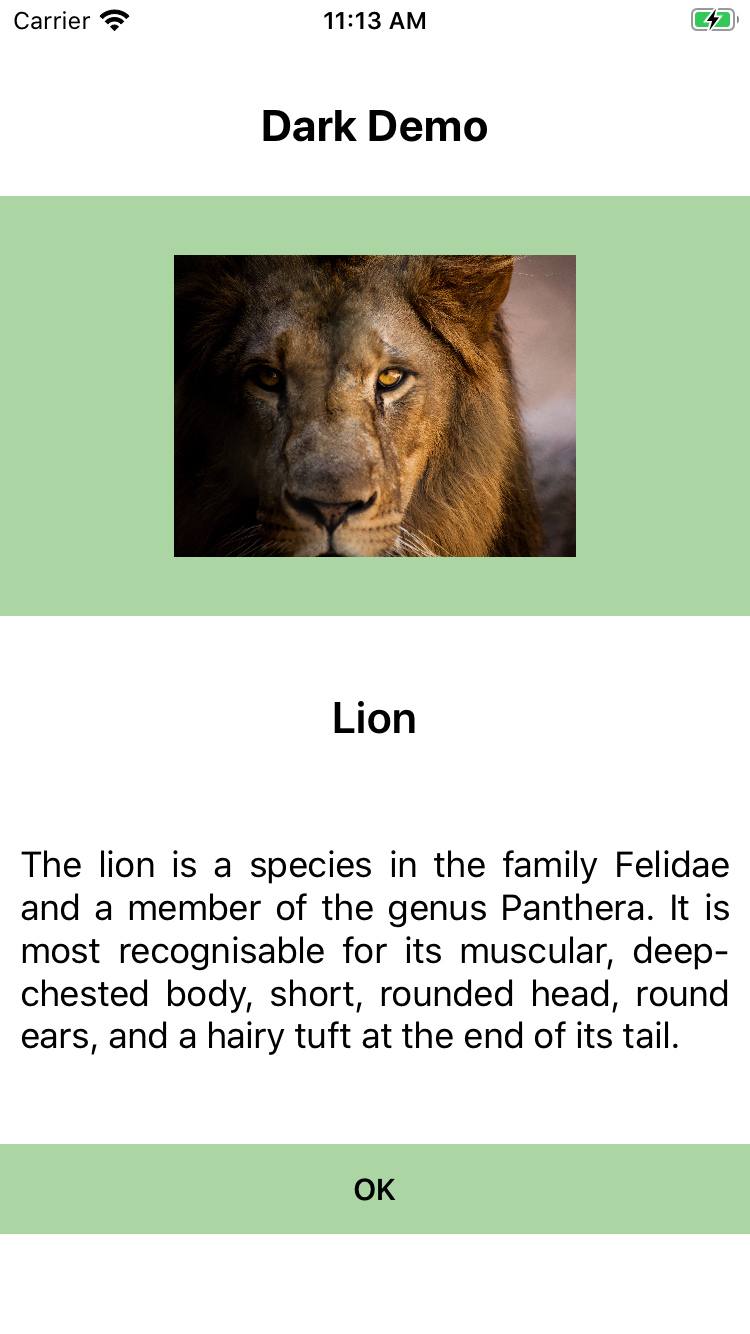 Carrier 11:13 AM
Dark Demo
Lion
The lion is a species in the family Felidae
and a member of the genus Panthera. It is
most recognisable for its muscular, deep-
chested body, short, rounded head, round
ears, and a hairy tuft at the end of its tail.
OK